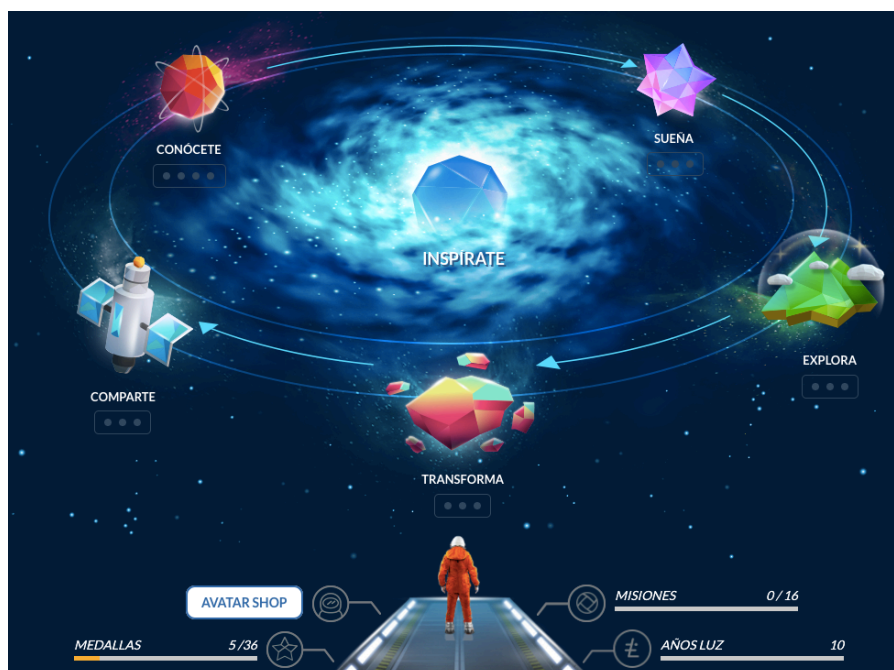 CONÓCETE
SUEÑA
INSPÍRATE
EXPLORA
COMPARTE
TRANSFORMA
AVATAR SHOP
MISIONES 0/16
MEDALLAS 5/36
AÑOS LUZ 10